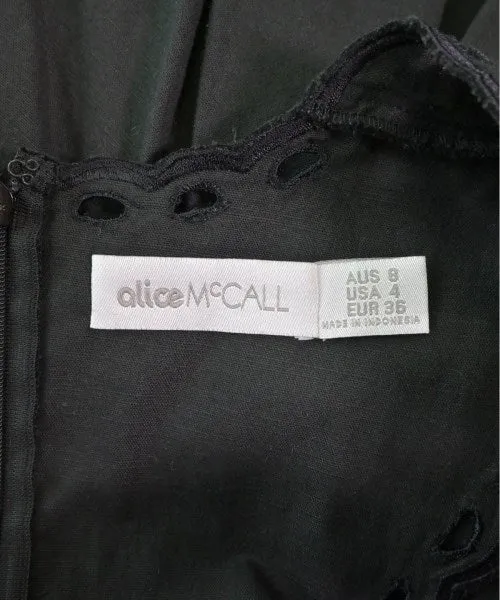 alice McCALL
AUS 8
USA 4
EUR 36
MADE IN INDONESIA